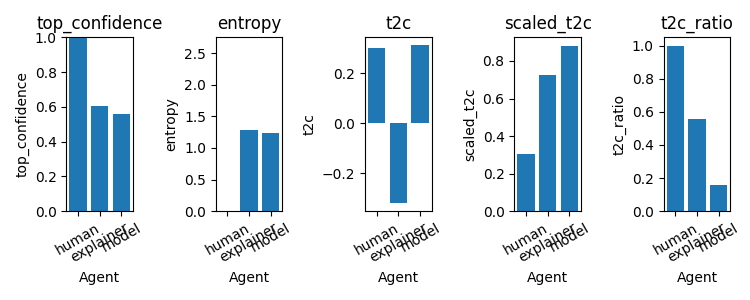 top_confidence
top_confidence
1.0
0.8
0.6
0.4
0.2
0.0
human
explainer
model
Agent
entropy
entropy
2.5
2.0
1.5
1.0
0.5
0.0
human
explainer
model
Agent
t2c
t2c
0.2
0.0
−0.2
human
explainer
model
Agent
scaled_t2c
scaled_t2c
0.8
0.6
0.4
0.2
0.0
human
explainer
model
Agent
t2c_ratio
t2c_ratio
1.0
0.8
0.6
0.4
0.2
0.0
human
explainer
model
Agent